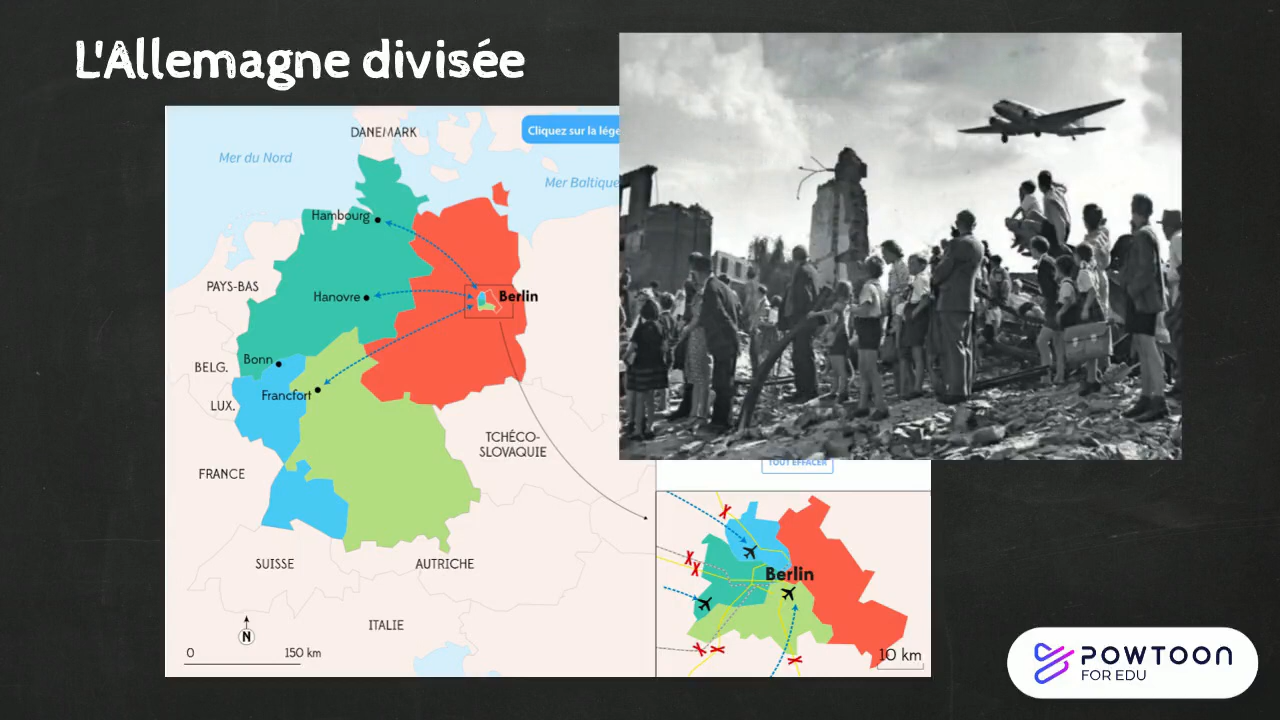 L'Allemagne divisée
DANEMARK
Cliquez sur la lége
Mer du Nord
Mer Baltique
Hambourg
PAYS-BAS
Hanovre
Berlin
BELG.
Bonn
Francfort
LUX.
TCHÉCO-
SLOVAQUIE
FRANCE
TOUT EFFACER
SUISSE
AUTRICHE
Berlin
ITALIE
N
0
150 km
10 km
POWTOON
FOR EDU